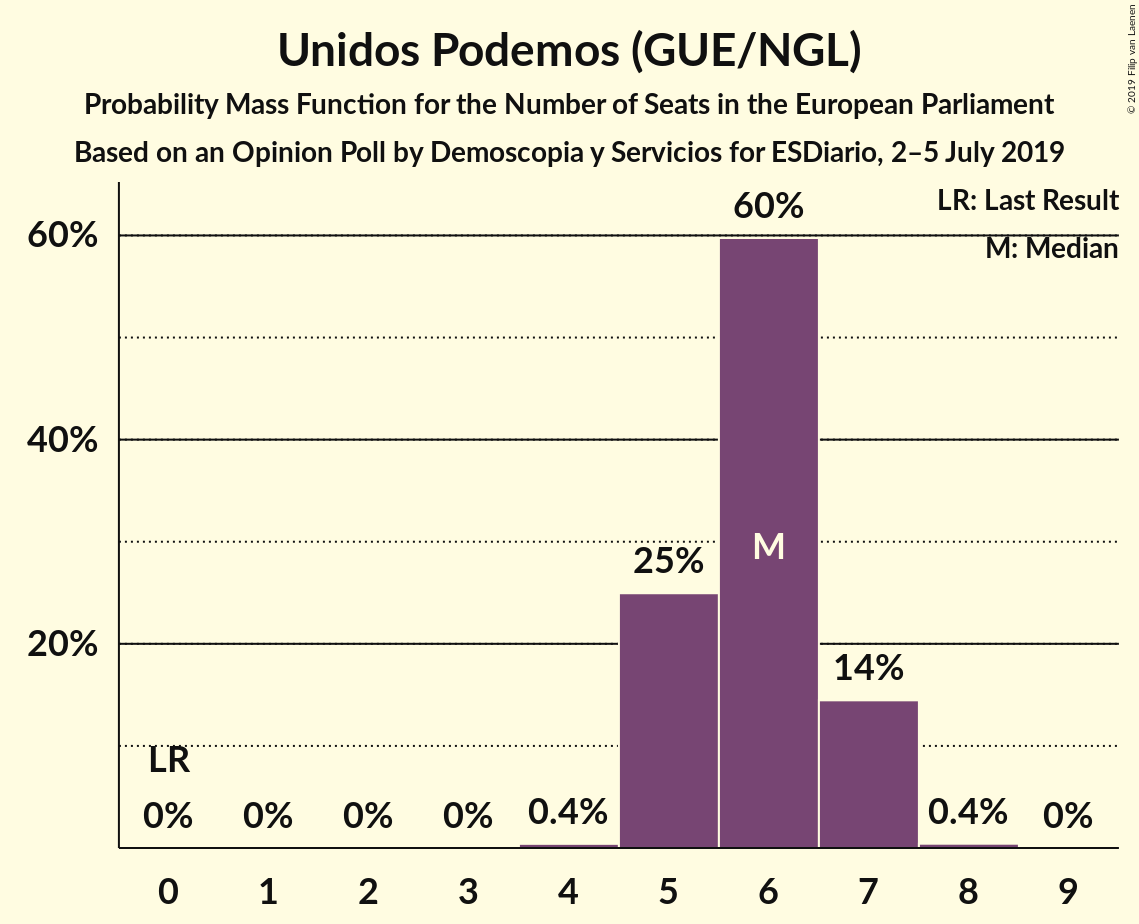 Unidos Podemos (GUE/NGL)
Probability Mass Function for the Number of Seats in the European Parliament
Based on an Opinion Poll by Demoscopia y Servicios for ESDiario, 2–5 July 2019
© 2019 Filip van Laenen
LR: Last Result
M: Median
60%
40%
20%
LR
0%
0%
0%
0%
0.4%
25%
60%
M
14%
0.4%
0%
0 1 2 3 4 5 6 7 8 9